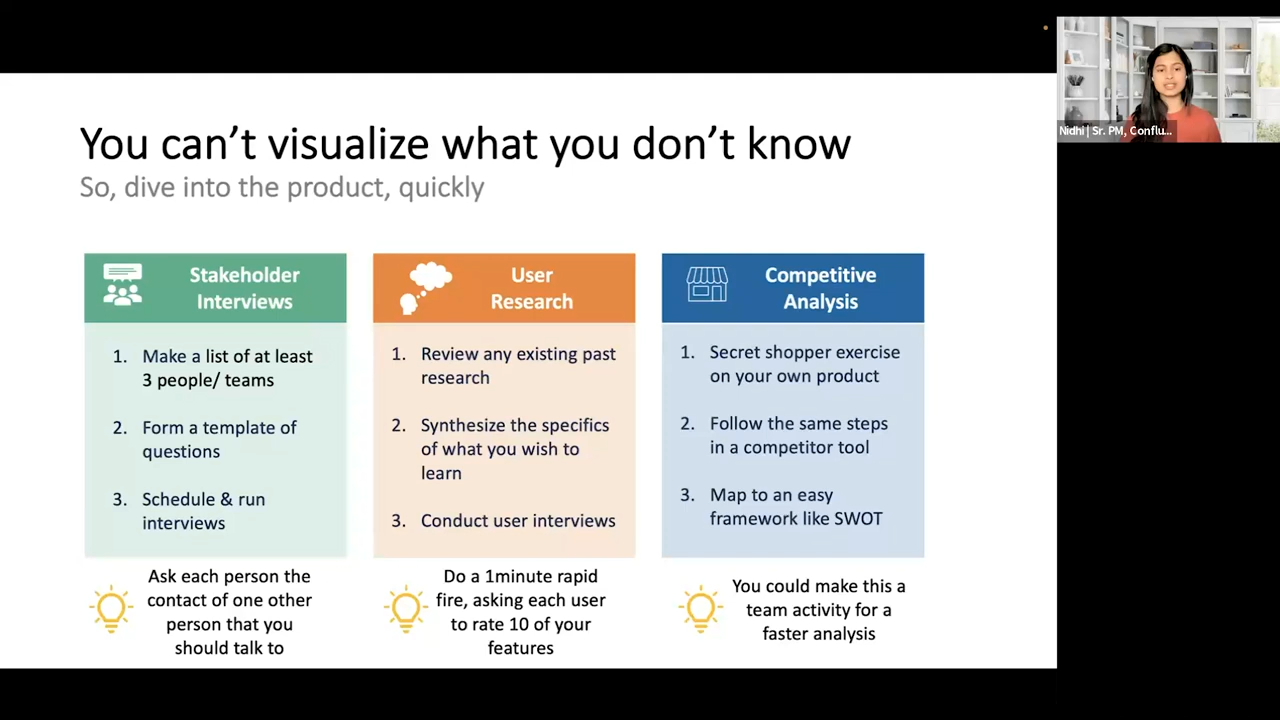 You can't visualize what you don't know
So, dive into the product, quickly
Stakeholder
Interviews
1. Make a list of at least
3 people/ teams
2. Form a template of
questions
3. Schedule & run
interviews
Ask each person the
contact of one other
person that you
should talk to
User
Research
1. Review any existing past
research
2. Synthesize the specifics
of what you wish to
learn
3. Conduct user interviews
Do a 1minute rapid
fire, asking each user
to rate 10 of your
features
Competitive
Analysis
1. Secret shopper exercise
on your own product
2. Follow the same steps
in a competitor tool
3. Map to an easy
framework like SWOT
You could make this a
team activity for a
faster analysis
Nidhi | Sr. PM, Conflu...